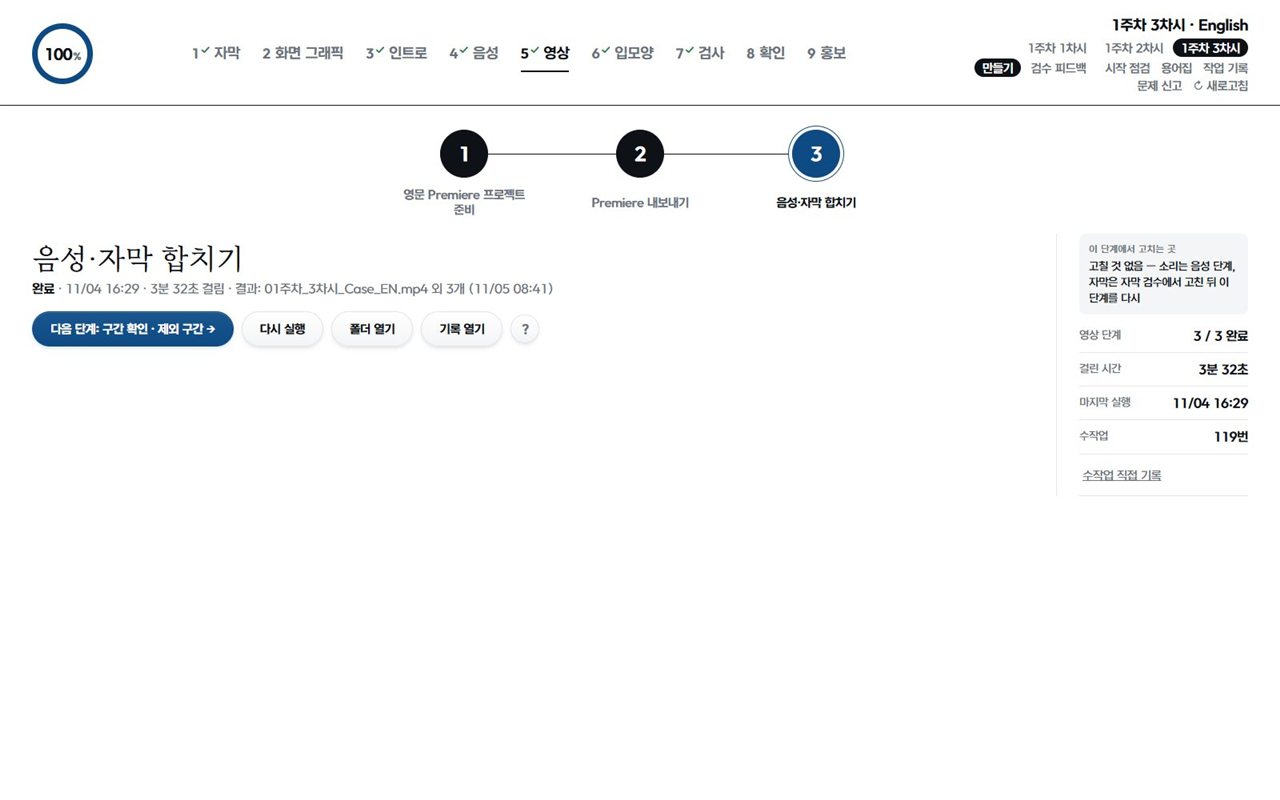 100%
1✓ 자막 2 화면 그래픽 3✓ 인트로 4✓ 음성 5✓ 영상 6✓ 입모양 7✓ 검사 8 확인 9 홍보
1주차 3차시 · English
1주차 1차시 1주차 2차시 1주차 3차시
만들기 검수 피드백 시작 점검 용어집 작업 기록
문제 신고 새로고침
1
2
3
영문 Premiere 프로젝트
준비
Premiere 내보내기
음성·자막 합치기
음성·자막 합치기
완료 · 11/04 16:29 · 3분 32초 걸림 · 결과: 01주차_3차시_Case_EN.mp4 외 3개 (11/05 08:41)
다음 단계: 구간 확인 · 제외 구간 → 다시 실행 폴더 열기 기록 열기 ?
이 단계에서 고치는 곳
고칠 것 없음 — 소리는 음성 단계,
자막은 자막 검수에서 고친 뒤 이
단계를 다시
영상 단계 3 / 3 완료
걸린 시간 3분 32초
마지막 실행 11/04 16:29
수작업 119번
수작업 직접 기록